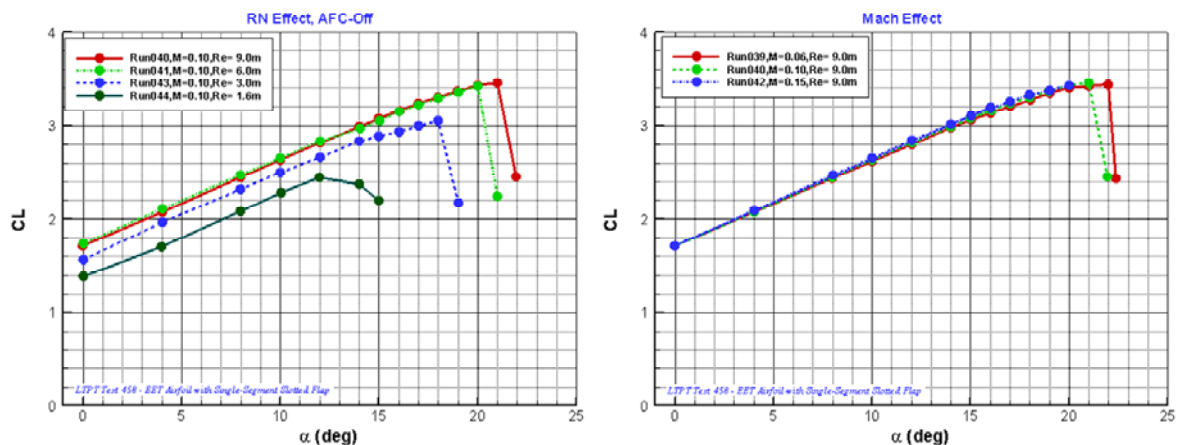 RN Effect, AFC-Off
4
3
2
1
0
CL
Run040,M=0.10,Re= 9.0m
Run041,M=0.10,Re= 6.0m
Run043,M=0.10,Re= 3.0m
Run044,M=0.10,Re= 1.6m
LTPT Test 458 - EET Airfoil with Single-Segment Slotted Flap
0 5 10 15 20 25
α (deg)
Mach Effect
4
3
2
1
0
CL
Run039,M=0.06,Re= 9.0m
Run040,M=0.10,Re= 9.0m
Run042,M=0.15,Re= 9.0m
LTPT Test 458 - EET Airfoil with Single-Segment Slotted Flap
0 5 10 15 20 25
α (deg)